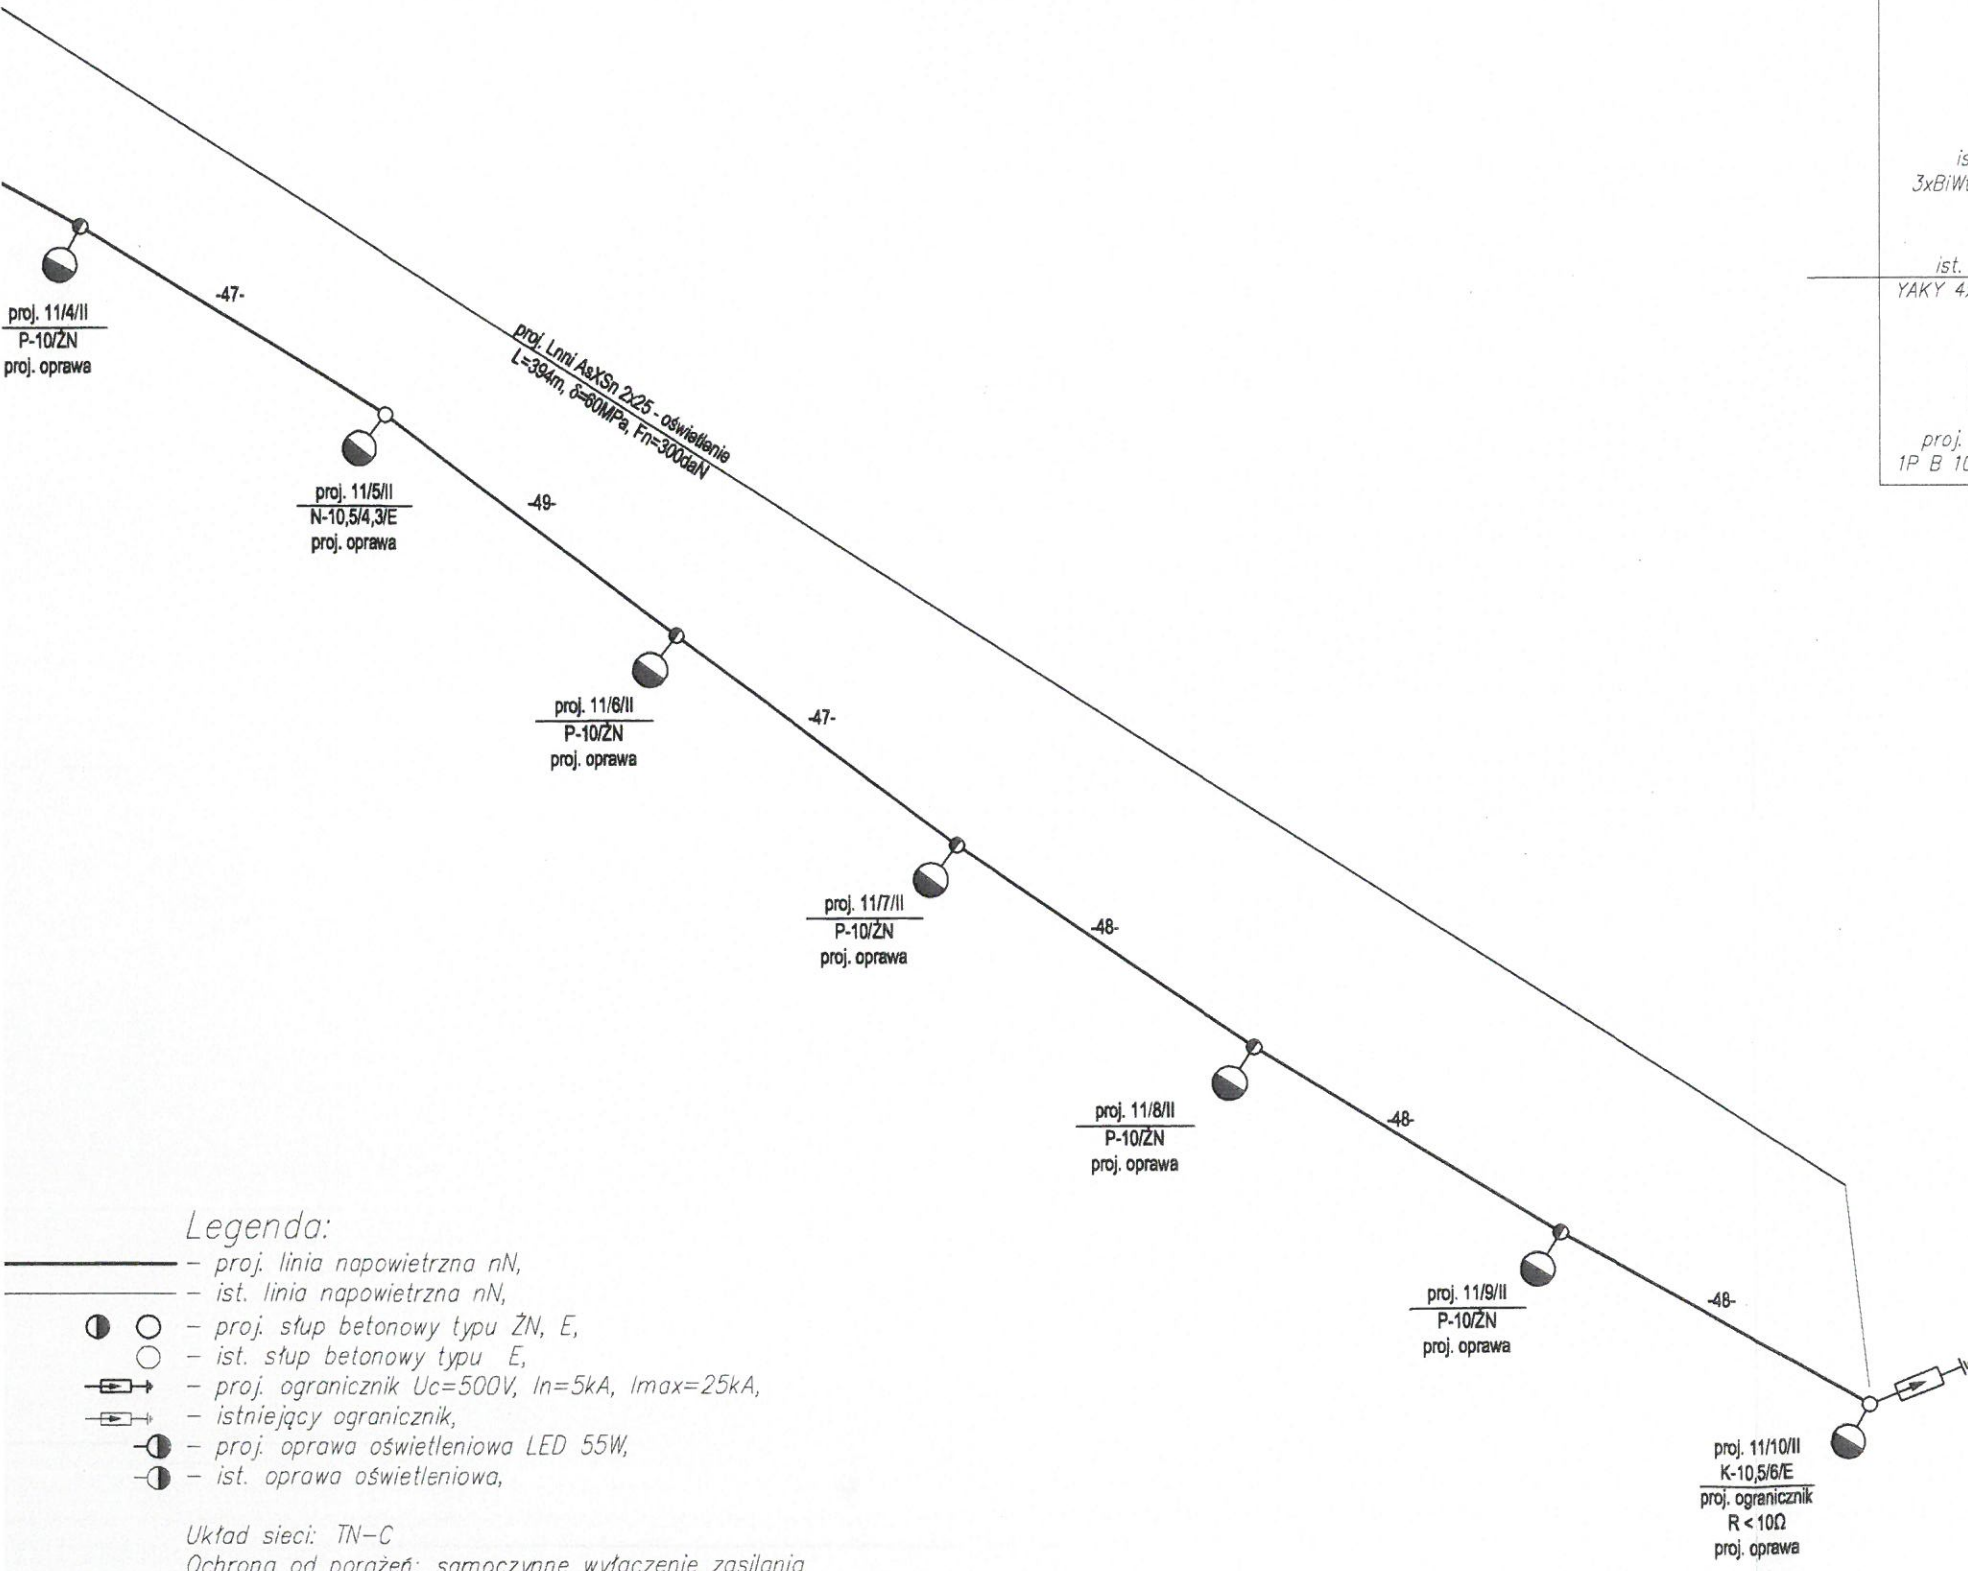 proj. 11/4/II
P-10/ŻN
proj. oprawa
-47-
proj. 11/5/II
N-10,5/4,3/E
proj. oprawa
-49-
proj. Lnni AsXSn 2x25 - oświetlenie
L=394m, δ=60MPa, Fn=300daN
proj. 11/6/II
P-10/ŻN
proj. oprawa
-47-
proj. 11/7/II
P-10/ŻN
proj. oprawa
-48-
proj. 11/8/II
P-10/ŻN
proj. oprawa
-48-
proj. 11/9/II
P-10/ŻN
proj. oprawa
-48-
proj. 11/10/II
K-10,5/6/E
proj. ogranicznik
R < 10Ω
proj. oprawa
ist.
YAKY
proj.
1P B
Legenda:
– proj. linia napowietrzna nN,
– ist. linia napowietrzna nN,
– proj. słup betonowy typu ŻN, E,
– ist. słup betonowy typu E,
– proj. ogranicznik Uc=500V, In=5kA, Imax=25kA,
– istniejący ogranicznik,
– proj. oprawa oświetleniowa LED 55W,
– ist. oprawa oświetleniowa,
Układ sieci: TN-C
Ochrona od porażeń: samoczynne wyłączenie zasilania